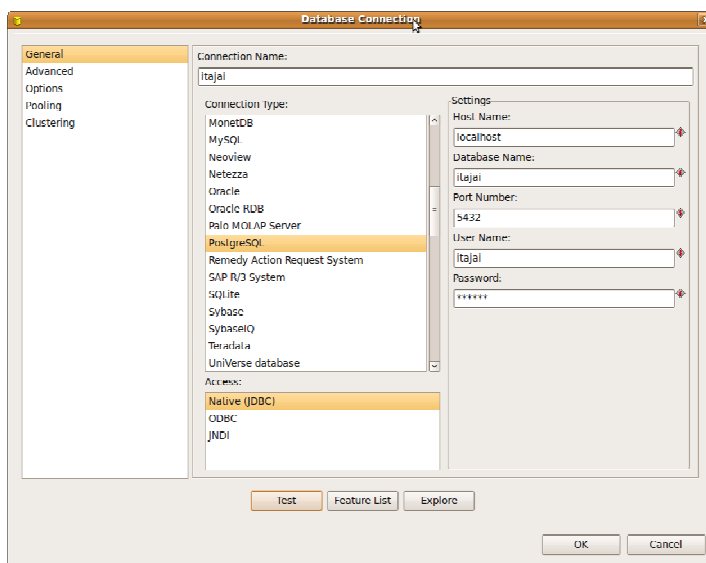 Database Connection
General
Advanced
Options
Pooling
Clustering
Connection Name:
itajai
Connection Type:
MonetDB
MySQL
Neoview
Netezza
Oracle
Oracle RDB
Palo MOLAP Server
PostgreSQL
Remedy Action Request System
SAP R/3 System
SQLite
Sybase
SybaseIQ
Teradata
UniVerse database
Access:
Native (JDBC)
ODBC
JNDI
Settings
Host Name:
localhost
Database Name:
itajai
Port Number:
5432
User Name:
itajai
Password:
******
Test
Feature List
Explore
OK
Cancel